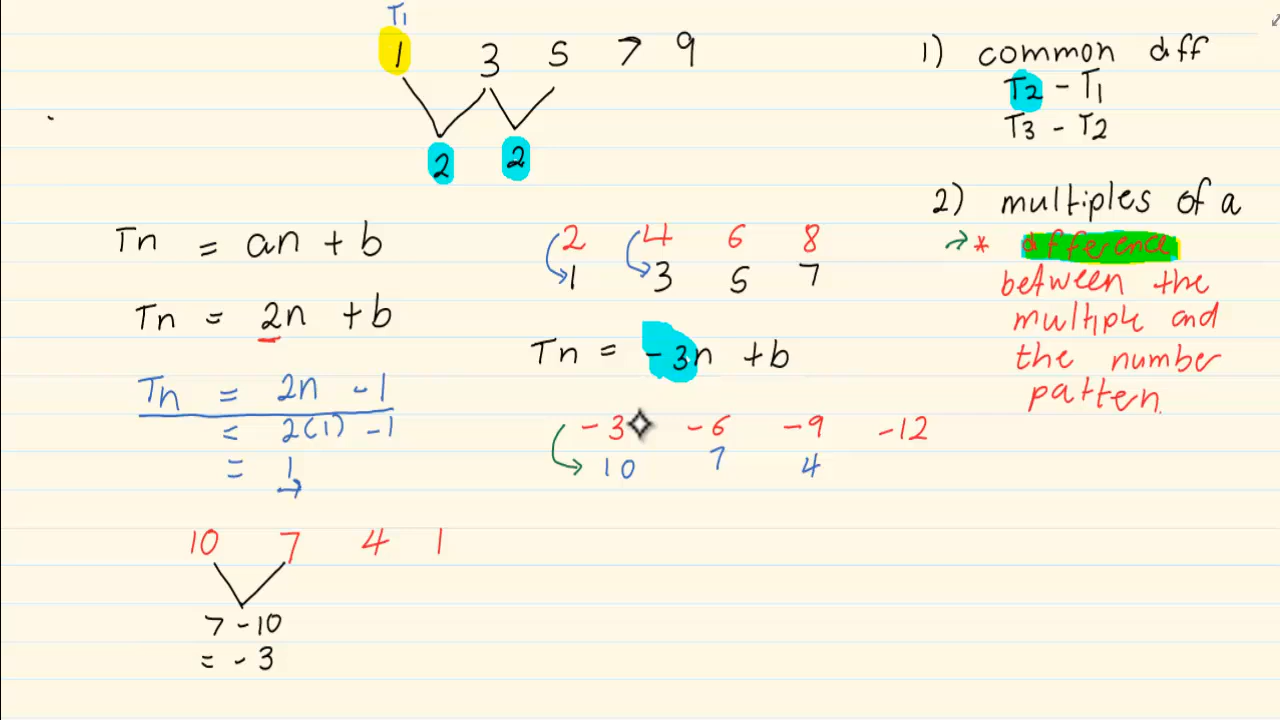 T1
1 3 5 7 9
2 2
1) common diff
T2 - T1
T3 - T2
2) multiples of a
* difference
between the
multiple and
the number
pattern.
Tn = an + b
Tn = 2n + b
Tn = 2n - 1
= 2(1) - 1
= 1
2 4 6 8
1 3 5 7
Tn = -3n + b
-3 -6 -9 -12
10 7 4
10 7 4 1
7 - 10
= - 3